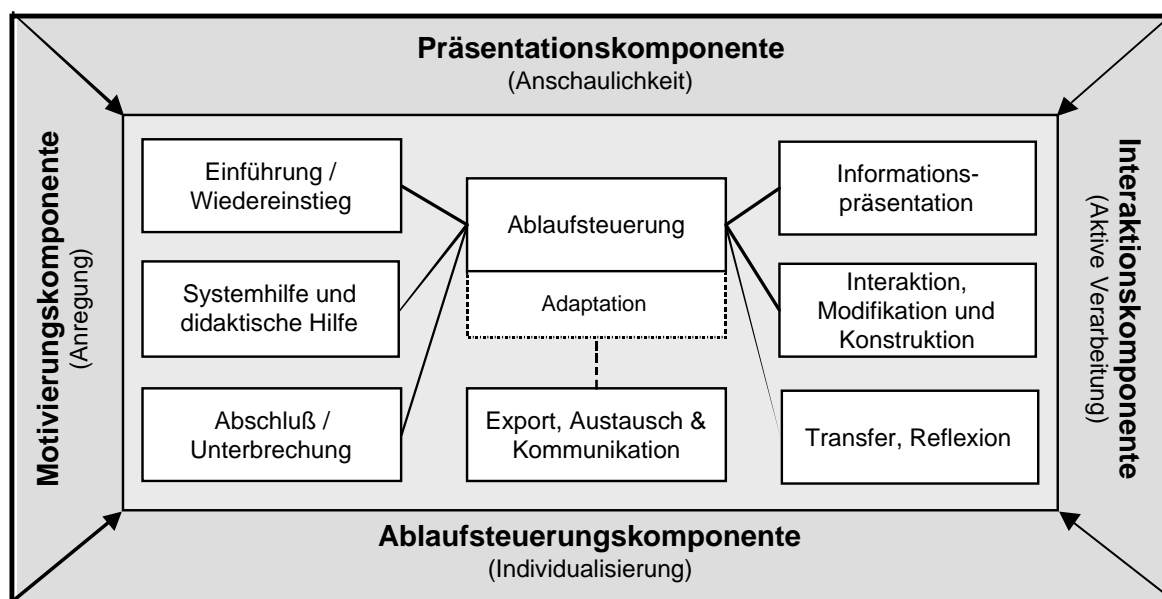 Präsentationskomponente
(Anschaulichkeit)
Motivierungskomponente
(Anregung)
Einführung /
Wiedereinstieg
Systemhilfe und
didaktische Hilfe
Abschluß /
Unterbrechung
Ablaufsteuerung
Adaptation
Export, Austausch &
Kommunikation
Informations-
präsentation
Interaktion,
Modifikation und
Konstruktion
Transfer, Reflexion
Interaktionskomponente
(Aktive Verarbeitung)
Ablaufsteuerungskomponente
(Individualisierung)